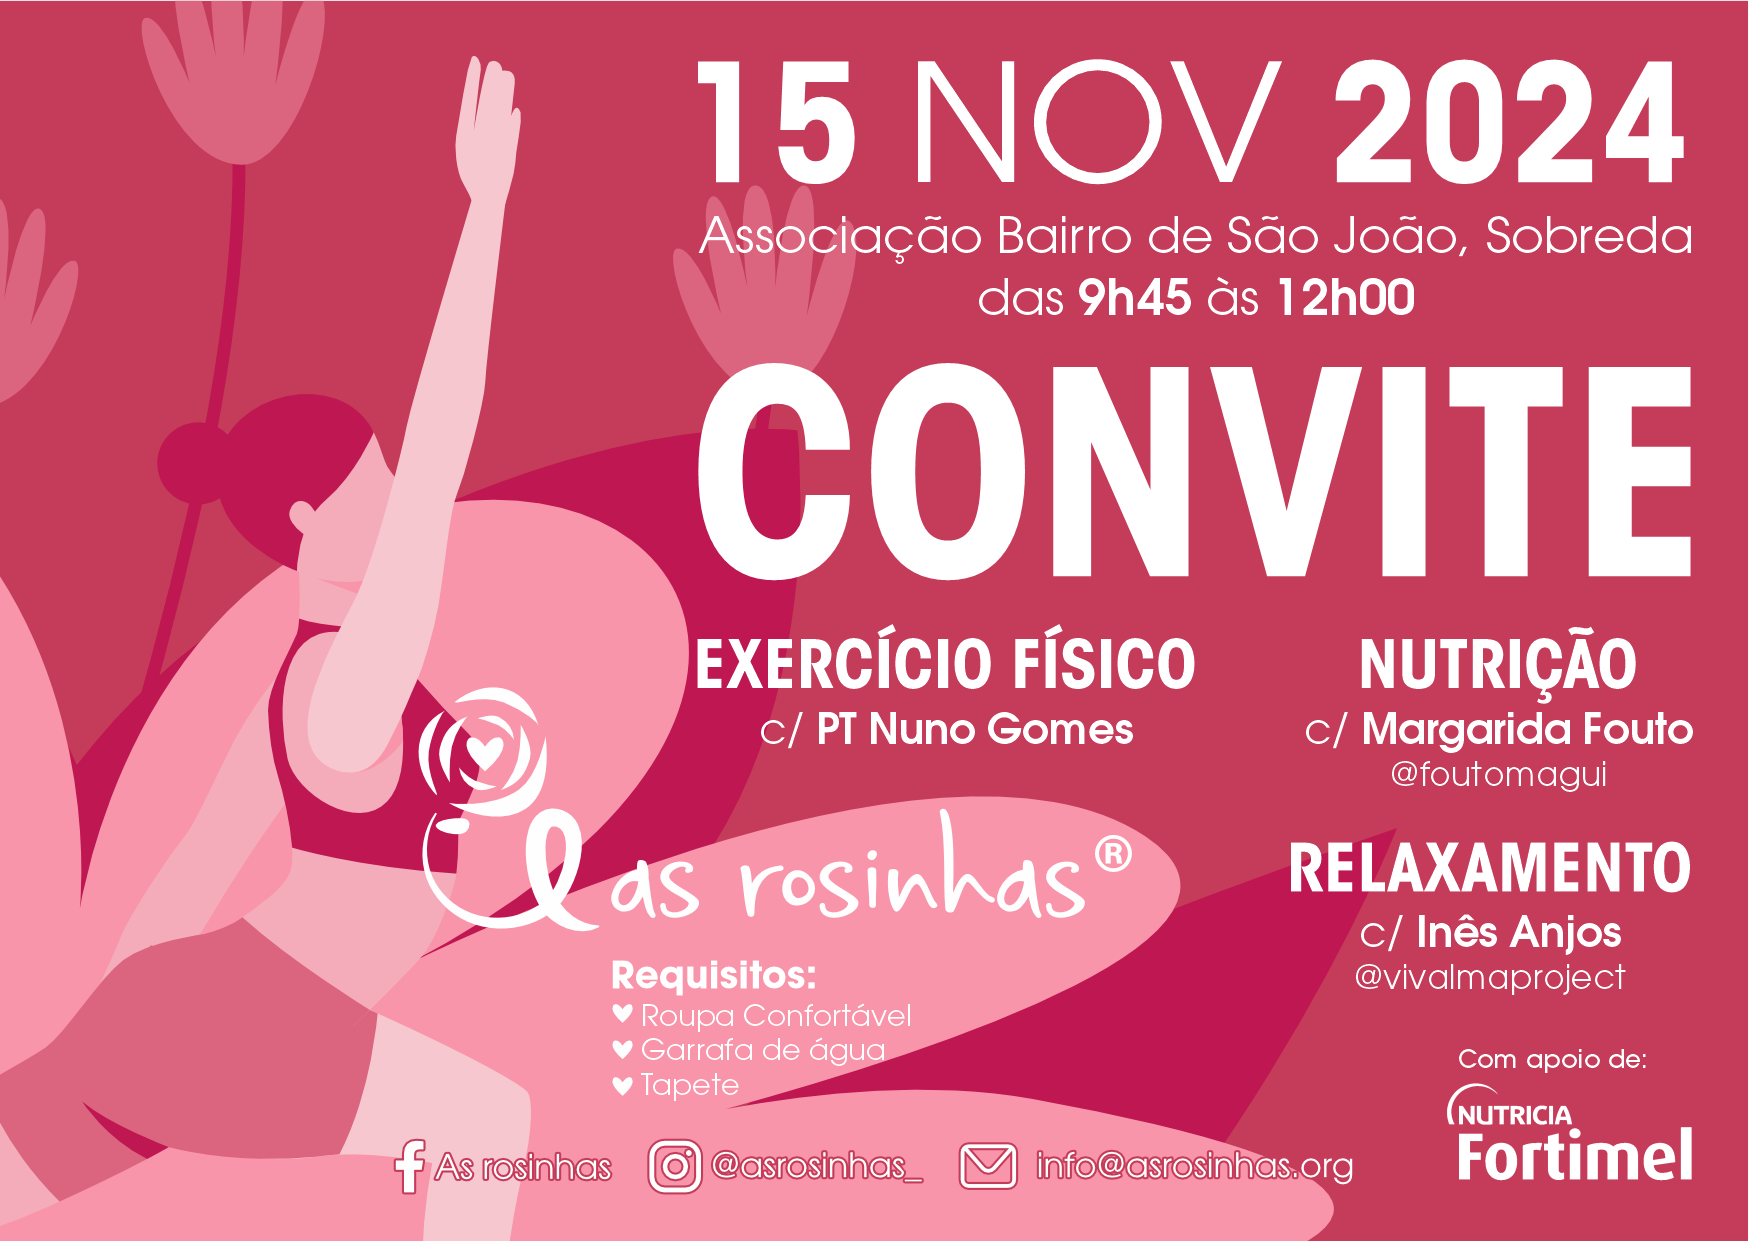 15 NOV 2024
Associação Bairro de São João, Sobreda
das 9h45 às 12h00
CONVITE
EXERCÍCIO FÍSICO
c/ PT Nuno Gomes
NUTRIÇÃO
c/ Margarida Fouto
@foutomagui
RELAXAMENTO
c/ Inês Anjos
@vivalmaproject
as rosinhas®
Requisitos:
Roupa Confortável
Garrafa de água
Tapete
Com apoio de:
NUTRICIA
Fortimel
As rosinhas
@asrosinhas_
info@asrosinhas.org